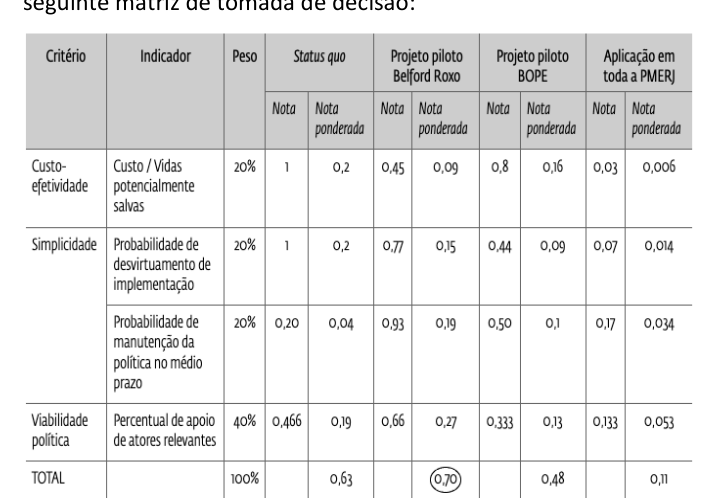 seguinte matriz de tomada de decisão:
Critério Indicador Peso Status quo Projeto piloto Projeto piloto Aplicação em
Belford Roxo BOPE toda a PMERJ
Nota Nota Nota Nota Nota Nota Nota Nota
ponderada ponderada ponderada ponderada
Custo- Custo / Vidas 20% 1 0,2 0,45 0,09 0,8 0,16 0,03 0,006
efetividade potencialmente
salvas
Simplicidade Probabilidade de 20% 1 0,2 0,77 0,15 0,44 0,09 0,07 0,014
desvirtuamento de
implementação
Probabilidade de 20% 0,20 0,04 0,93 0,19 0,50 0,1 0,17 0,034
manutenção da
política no médio
prazo
Viabilidade Percentual de apoio 40% 0,466 0,19 0,66 0,27 0,333 0,13 0,133 0,053
política de atores relevantes
TOTAL 100% 0,63 0,70 0,48 0,11